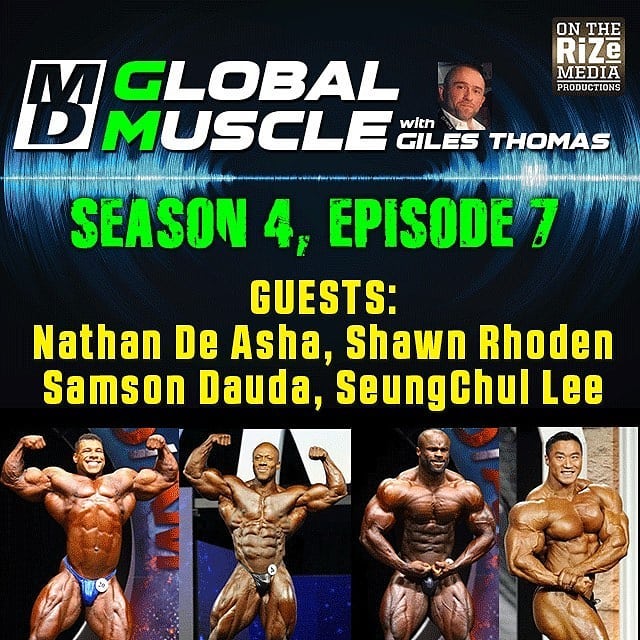 MD GLOBAL MUSCLE
with GILES THOMAS
ON THE
RiZe
MEDIA
PRODUCTIONS
SEASON 4, EPISODE 7
GUESTS:
Nathan De Asha, Shawn Rhoden
Samson Dauda, SeungChul Lee